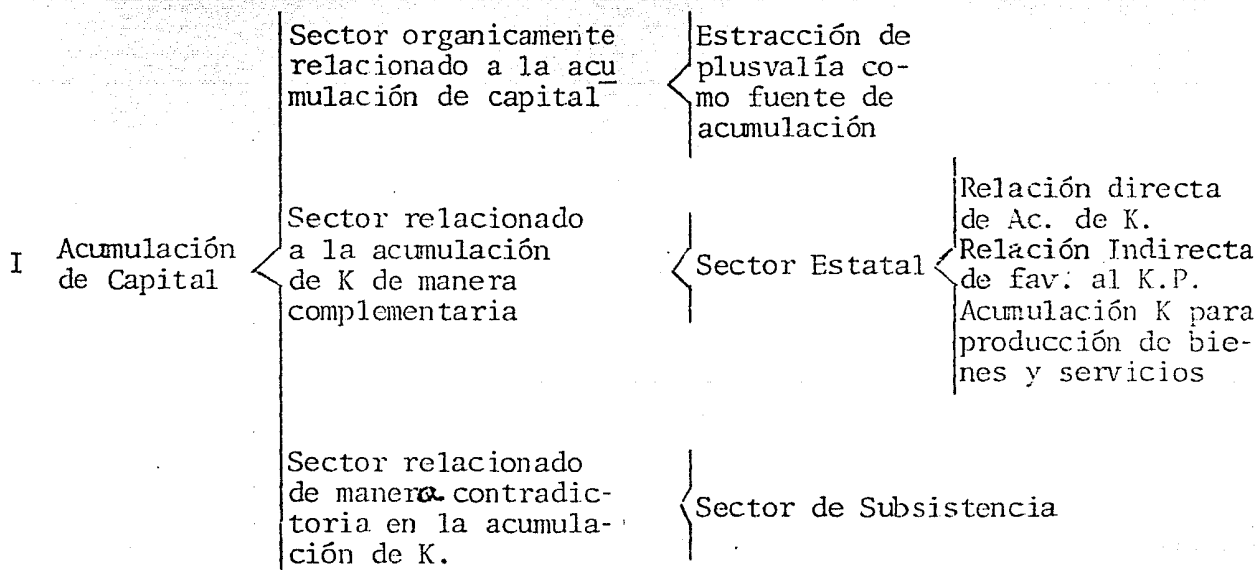 I
Acumulación
de Capital
Sector organicamente
relacionado a la acu
mulación de capital
Estracción de
plusvalía co-
mo fuente de
acumulación
Sector relacionado
a la acumulación
de K de manera
complementaria
Sector Estatal
Relación directa
de Ac. de K.
Relación Indirecta
de fav. al K.P.
Acumulación K para
producción de bie-
nes y servicios
Sector relacionado
de manera contradic-
toria en la acumula-
ción de K.
Sector de Subsistencia